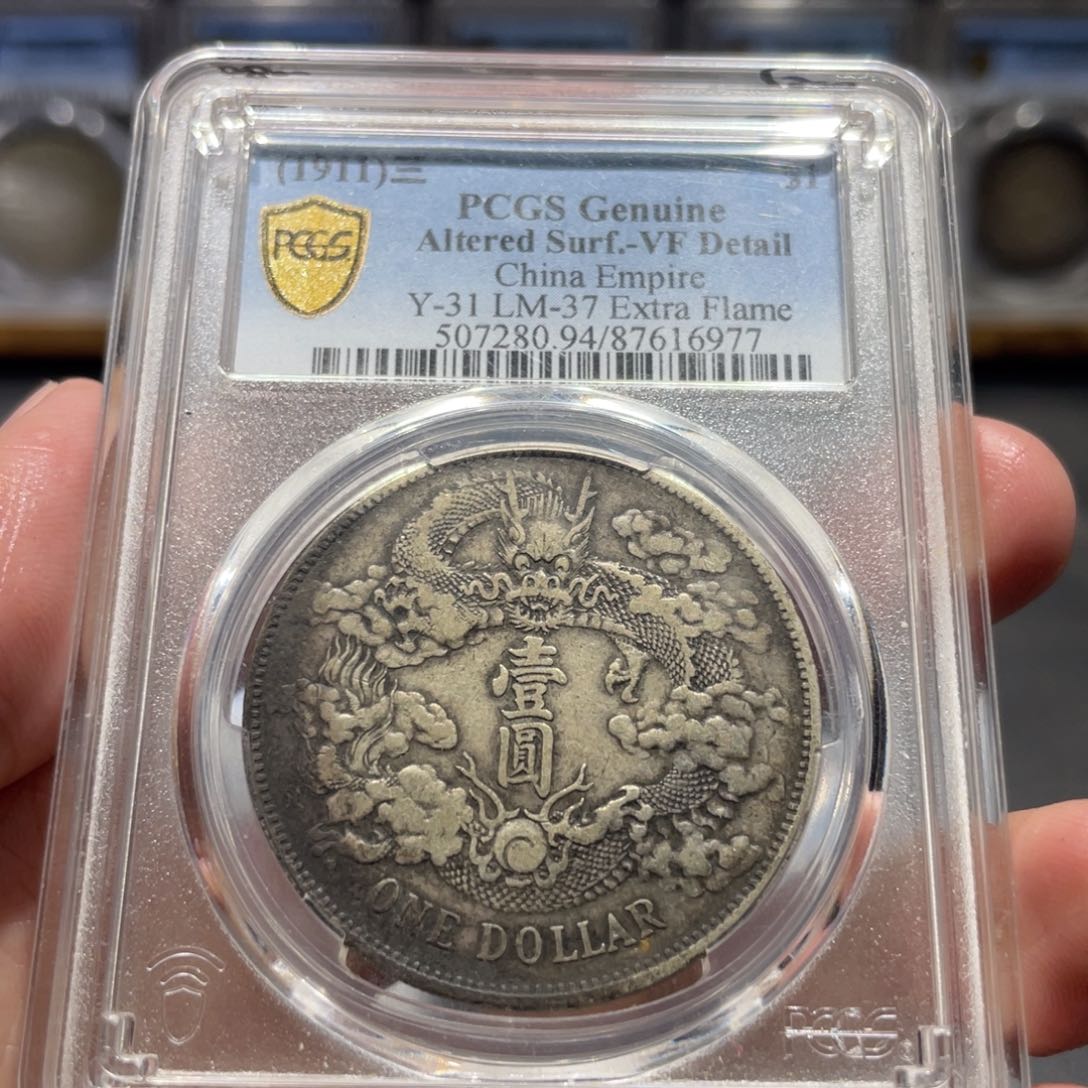 (1911)三 $1
PCGS Genuine
PCGS
Altered Surf.-VF Detail
China Empire
Y-31 LM-37 Extra Flame
507280.94/87616977
壹
圓
ONE DOLLAR
PCGS